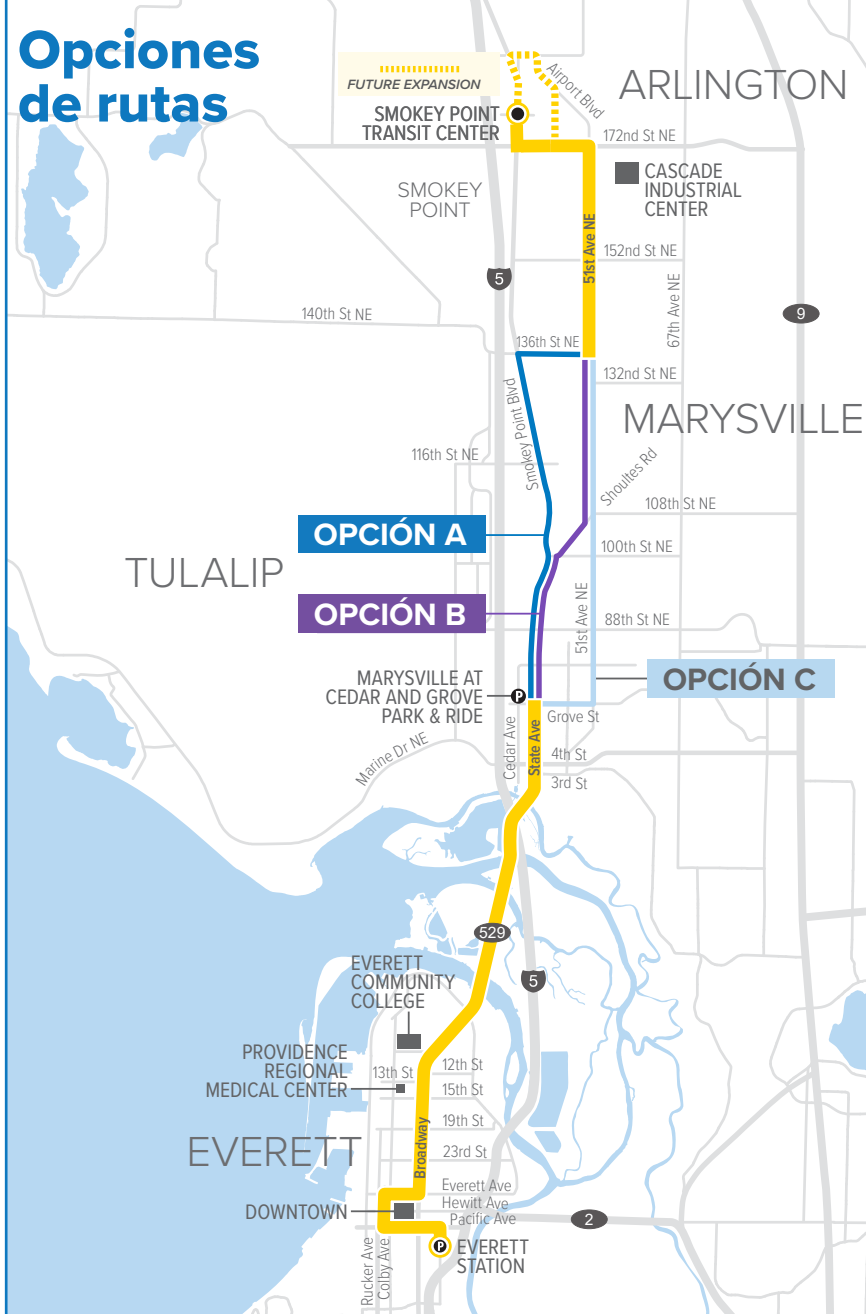 Opciones
de rutas
FUTURE EXPANSION
SMOKEY POINT
TRANSIT CENTER
Airport Blvd
ARLINGTON
172nd St NE
CASCADE
INDUSTRIAL
CENTER
SMOKEY
POINT
51st Ave NE
152nd St NE
5
67th Ave NE
9
140th St NE
136th St NE
132nd St NE
Smokey Point Blvd
MARYSVILLE
116th St NE
Shoultes Rd
108th St NE
OPCIÓN A
100th St NE
TULALIP
OPCIÓN B
51st Ave NE
88th St NE
OPCIÓN C
MARYSVILLE AT
CEDAR AND GROVE
PARK & RIDE
P
Grove St
Cedar Ave
State Ave
Marine Dr NE
4th St
3rd St
529
5
EVERETT
COMMUNITY
COLLEGE
PROVIDENCE
REGIONAL
MEDICAL CENTER
13th St
12th St
15th St
19th St
Broadway
EVERETT
23rd St
Everett Ave
Hewitt Ave
Pacific Ave
DOWNTOWN
2
P
EVERETT
STATION
Rucker Ave
Colby Ave